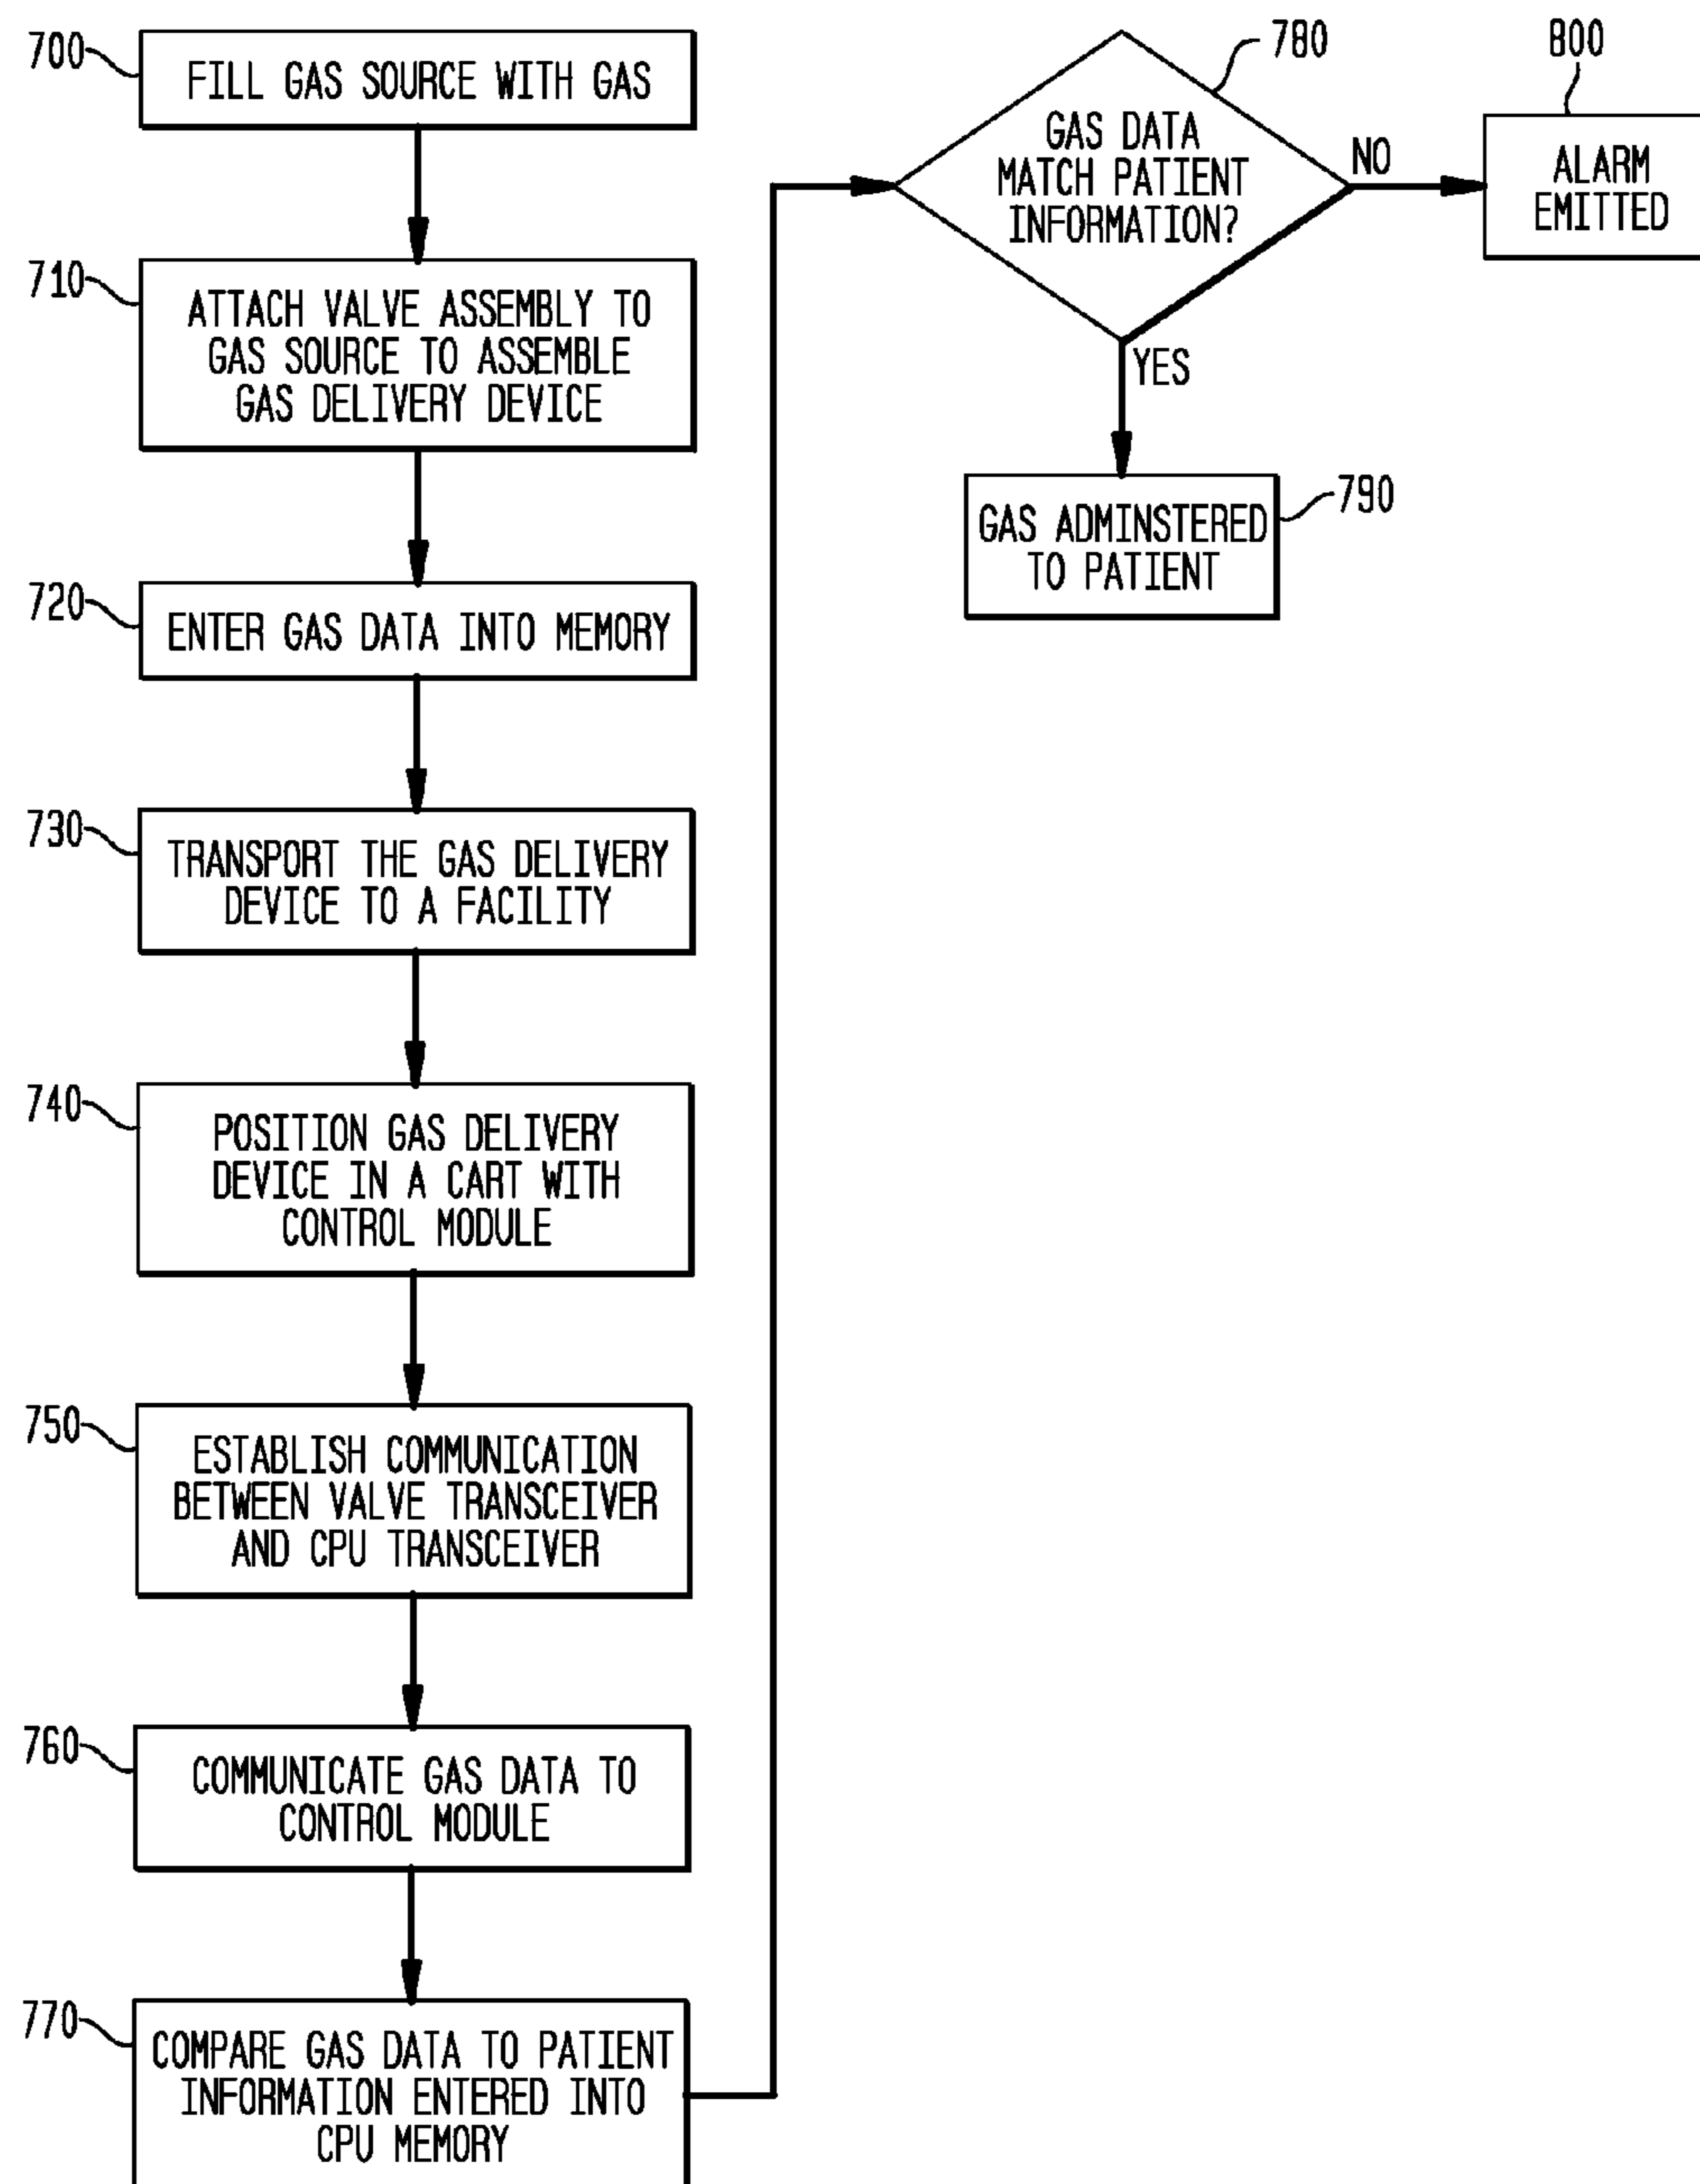 700
FILL GAS SOURCE WITH GAS
710
ATTACH VALVE ASSEMBLY TO
GAS SOURCE TO ASSEMBLE
GAS DELIVERY DEVICE
720
ENTER GAS DATA INTO MEMORY
730
TRANSPORT THE GAS DELIVERY
DEVICE TO A FACILITY
740
POSITION GAS DELIVERY
DEVICE IN A CART WITH
CONTROL MODULE
750
ESTABLISH COMMUNICATION
BETWEEN VALVE TRANSCEIVER
AND CPU TRANSCEIVER
760
COMMUNICATE GAS DATA TO
CONTROL MODULE
770
COMPARE GAS DATA TO PATIENT
INFORMATION ENTERED INTO
CPU MEMORY
780
GAS DATA
MATCH PATIENT
INFORMATION?
NO
800
ALARM
EMITTED
YES
790
GAS ADMINSTERED
TO PATIENT